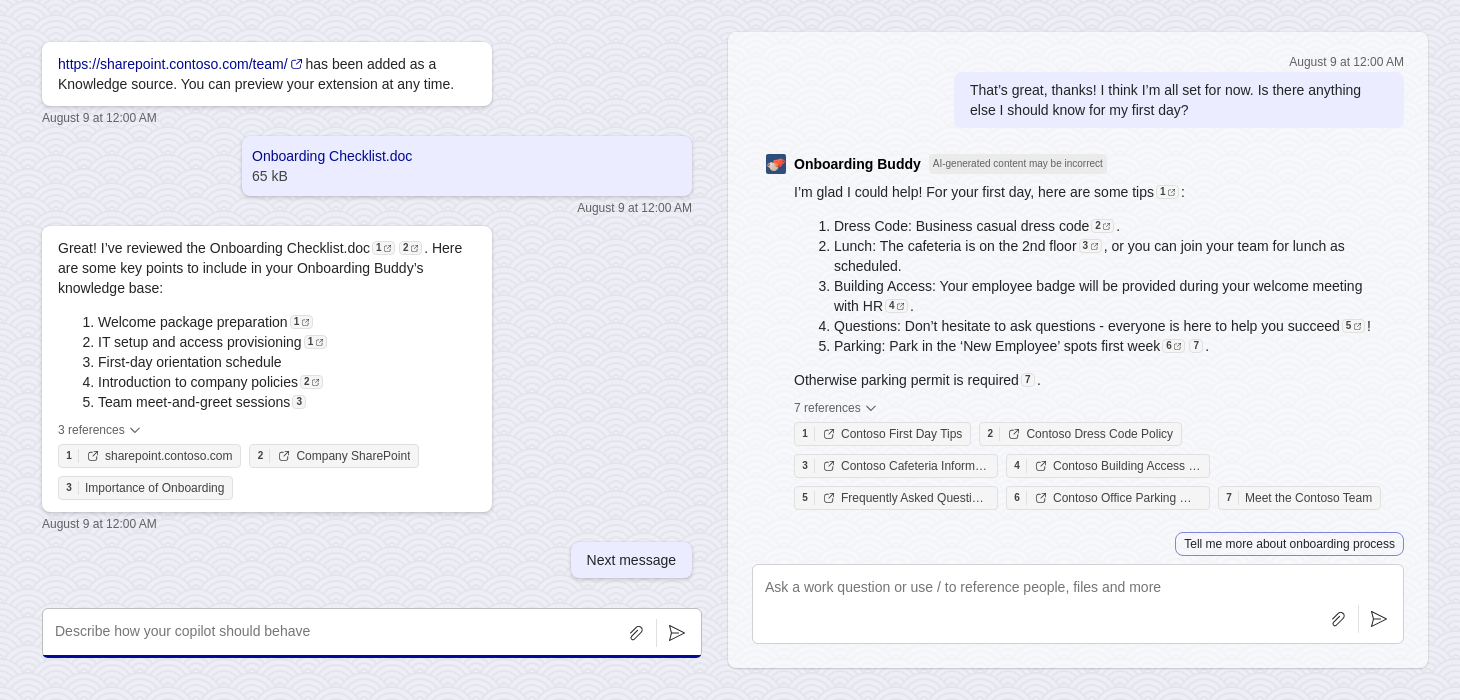 https://sharepoint.contoso.com/team/ has been added as a
Knowledge source. You can preview your extension at any time.
August 9 at 12:00 AM
Onboarding Checklist.doc
65 kB
August 9 at 12:00 AM
Great! I’ve reviewed the Onboarding Checklist.doc 1 2 . Here
are some key points to include in your Onboarding Buddy’s
knowledge base:
1. Welcome package preparation 1
2. IT setup and access provisioning 1
3. First-day orientation schedule
4. Introduction to company policies 2
5. Team meet-and-greet sessions 3
3 references
1 sharepoint.contoso.com 2 Company SharePoint
3 Importance of Onboarding
August 9 at 12:00 AM
Next message
Describe how your copilot should behave
August 9 at 12:00 AM
That’s great, thanks! I think I’m all set for now. Is there anything
else I should know for my first day?
Onboarding Buddy AI-generated content may be incorrect
I’m glad I could help! For your first day, here are some tips 1 :
1. Dress Code: Business casual dress code 2 .
2. Lunch: The cafeteria is on the 2nd floor 3 , or you can join your team for lunch as
scheduled.
3. Building Access: Your employee badge will be provided during your welcome meeting
with HR 4 .
4. Questions: Don’t hesitate to ask questions - everyone is here to help you succeed 5 !
5. Parking: Park in the ‘New Employee’ spots first week 6 7 .
Otherwise parking permit is required 7 .
7 references
1 Contoso First Day Tips 2 Contoso Dress Code Policy
3 Contoso Cafeteria Inform… 4 Contoso Building Access …
5 Frequently Asked Questi… 6 Contoso Office Parking … 7 Meet the Contoso Team
Tell me more about onboarding process
Ask a work question or use / to reference people, files and more